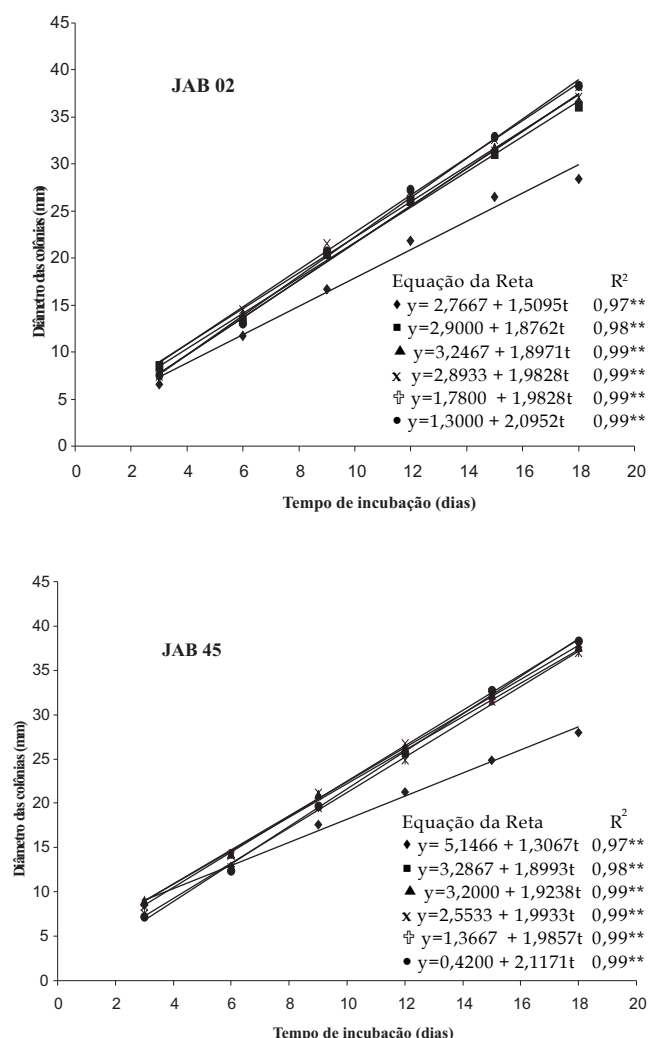 45
40
35
30
25
20
15
10
5
0
Diâmetro das colônias (mm)
JAB 02
Equação da Reta R²
♦ y= 2,7667 + 1,5095t 0,97**
■ y=2,9000 + 1,8762t 0,98**
▲ y=3,2467 + 1,8971t 0,99**
x y=2,8933 + 1,9828t 0,99**
✞ y=1,7800 + 1,9828t 0,99**
● y=1,3000 + 2,0952t 0,99**
0 2 4 6 8 10 12 14 16 18 20
Tempo de incubação (dias)
45
40
35
30
25
20
15
10
5
0
Diâmetro das colônias (mm)
JAB 45
Equação da Reta R²
♦ y= 5,1466 + 1,3067t 0,97**
■ y=3,2867 + 1,8993t 0,98**
▲ y=3,2000 + 1,9238t 0,99**
x y=2,5533 + 1,9933t 0,99**
✞ y=1,3667 + 1,9857t 0,99**
● y=0,4200 + 2,1171t 0,99**
0 2 4 6 8 10 12 14 16 18 20
Tempo de incubação (dias)